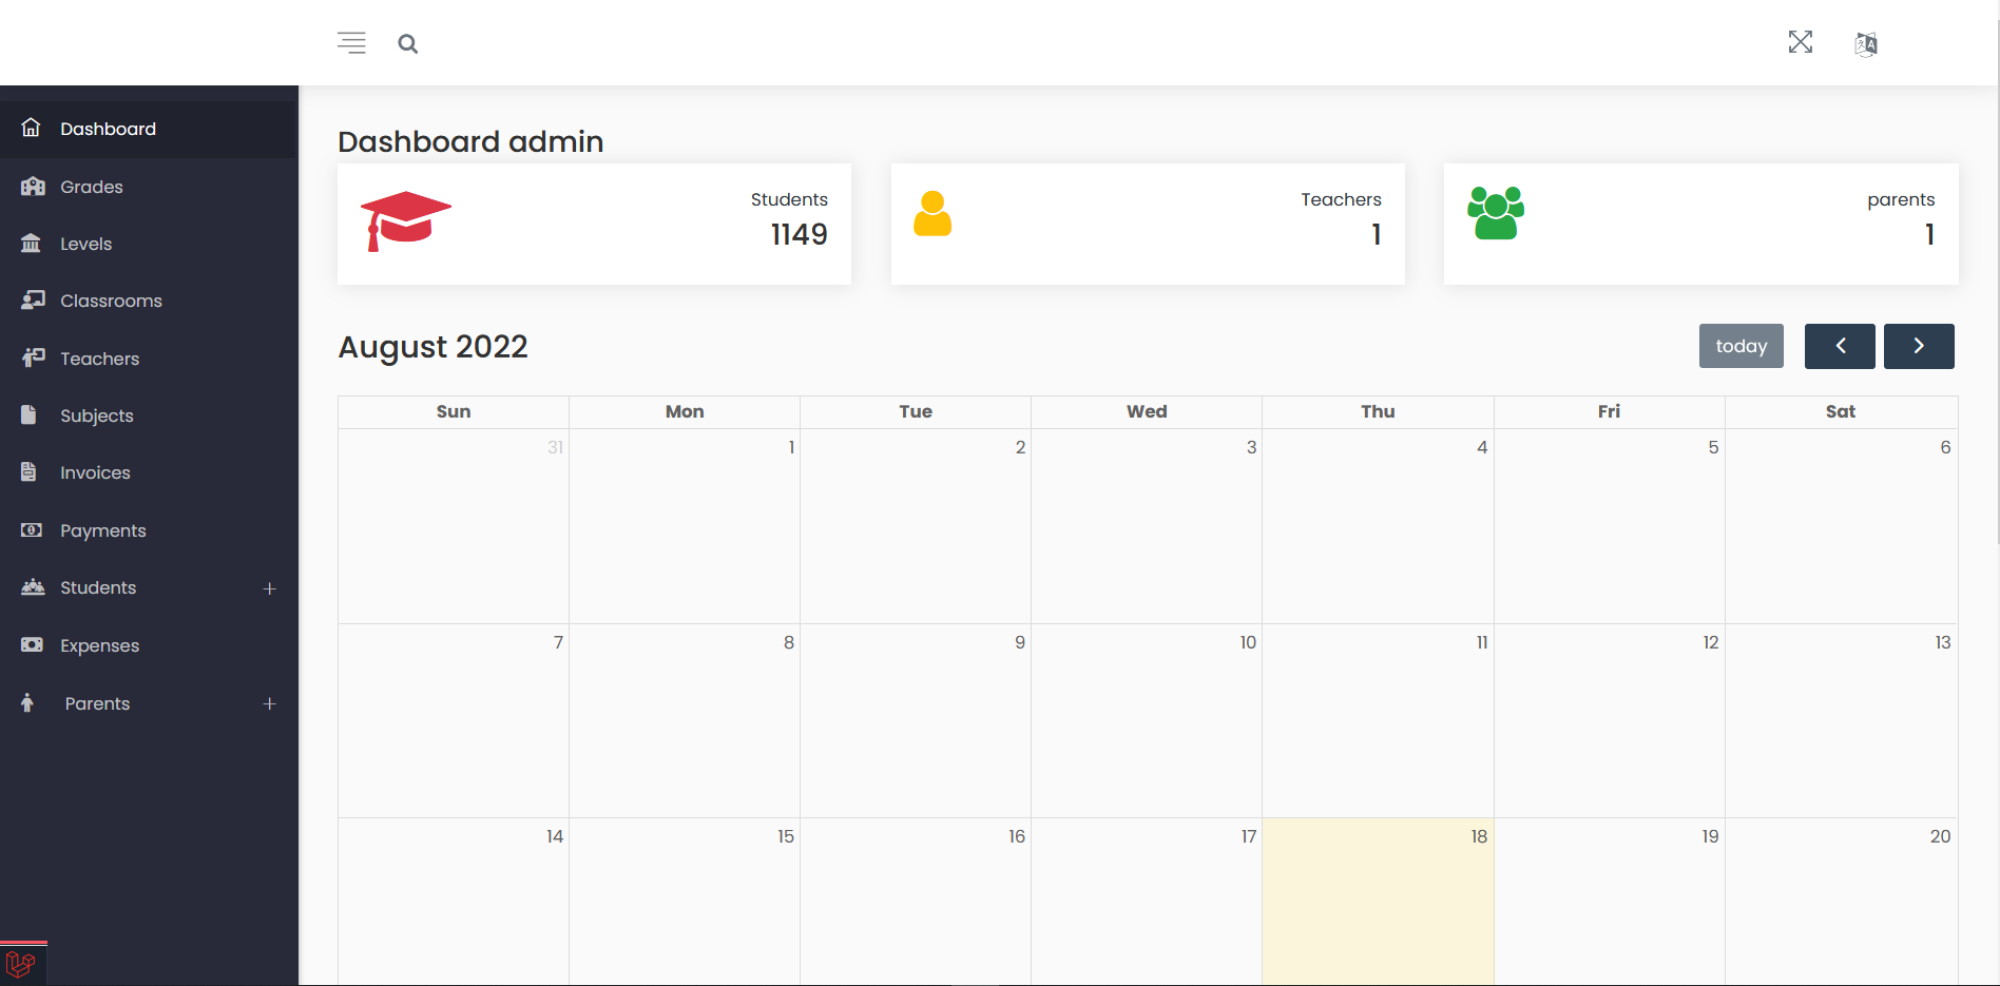 Dashboard
Grades
Levels
Classrooms
Teachers
Subjects
Invoices
Payments
Students +
Expenses
Parents +
Dashboard admin
Students
1149
Teachers
1
parents
1
August 2022
today
Sun Mon Tue Wed Thu Fri Sat
31 1 2 3 4 5 6
7 8 9 10 11 12 13
14 15 16 17 18 19 20